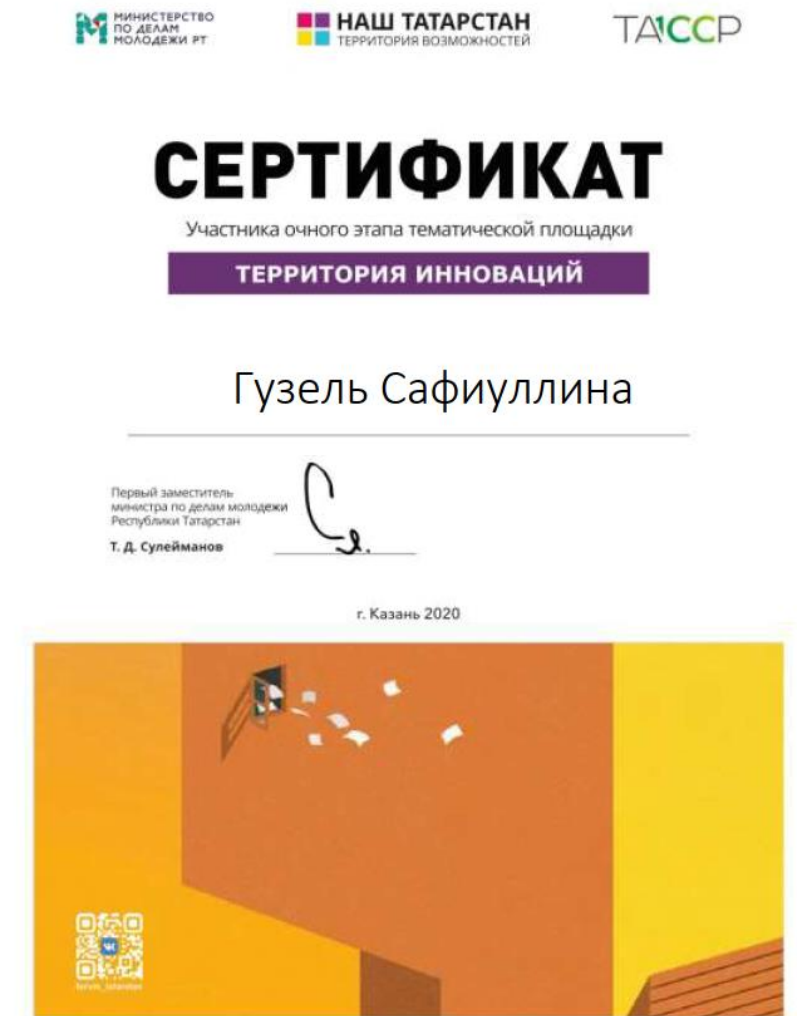 МИНИСТЕРСТВО
ПО ДЕЛАМ
МОЛОДЕЖИ РТ
НАШ ТАТАРСТАН
ТЕРРИТОРИЯ ВОЗМОЖНОСТЕЙ
ТАССР
СЕРТИФИКАТ
Участника очного этапа тематической площадки
ТЕРРИТОРИЯ ИННОВАЦИЙ
Гузель Сафиуллина
Первый заместитель
министра по делам молодежи
Республики Татарстан
Т. Д. Сулейманов
г. Казань 2020